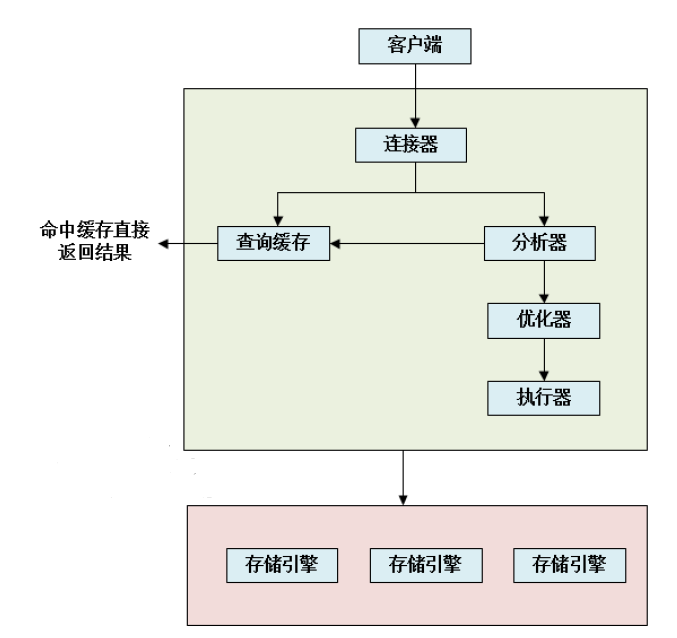 客户端
连接器
命中缓存直接
返回结果
查询缓存
分析器
优化器
执行器
存储引擎
存储引擎
存储引擎